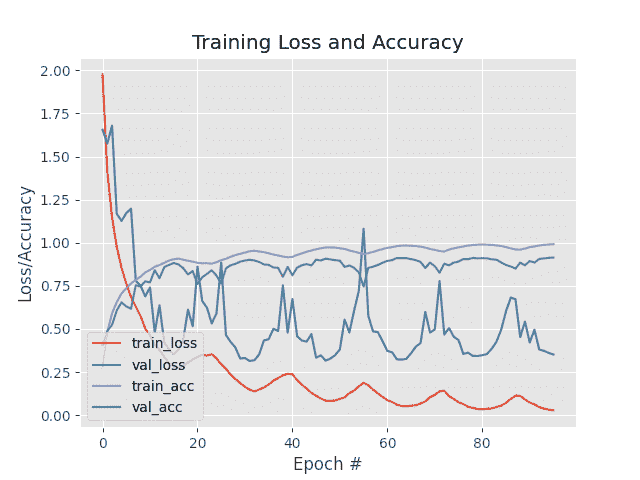 Training Loss and Accuracy
2.00
1.75
1.50
1.25
1.00
0.75
0.50
0.25
0.00
Loss/Accuracy
train_loss
val_loss
train_acc
val_acc
0 20 40 60 80
Epoch #